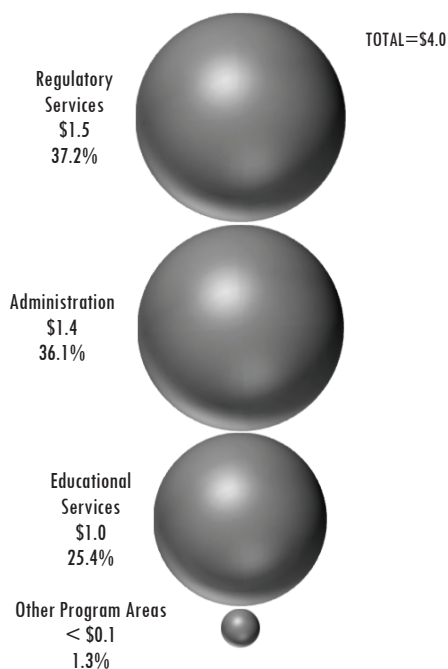 TOTAL=$4.0
Regulatory
Services
$1.5
37.2%
Administration
$1.4
36.1%
Educational
Services
$1.0
25.4%
Other Program Areas
< $0.1
1.3%